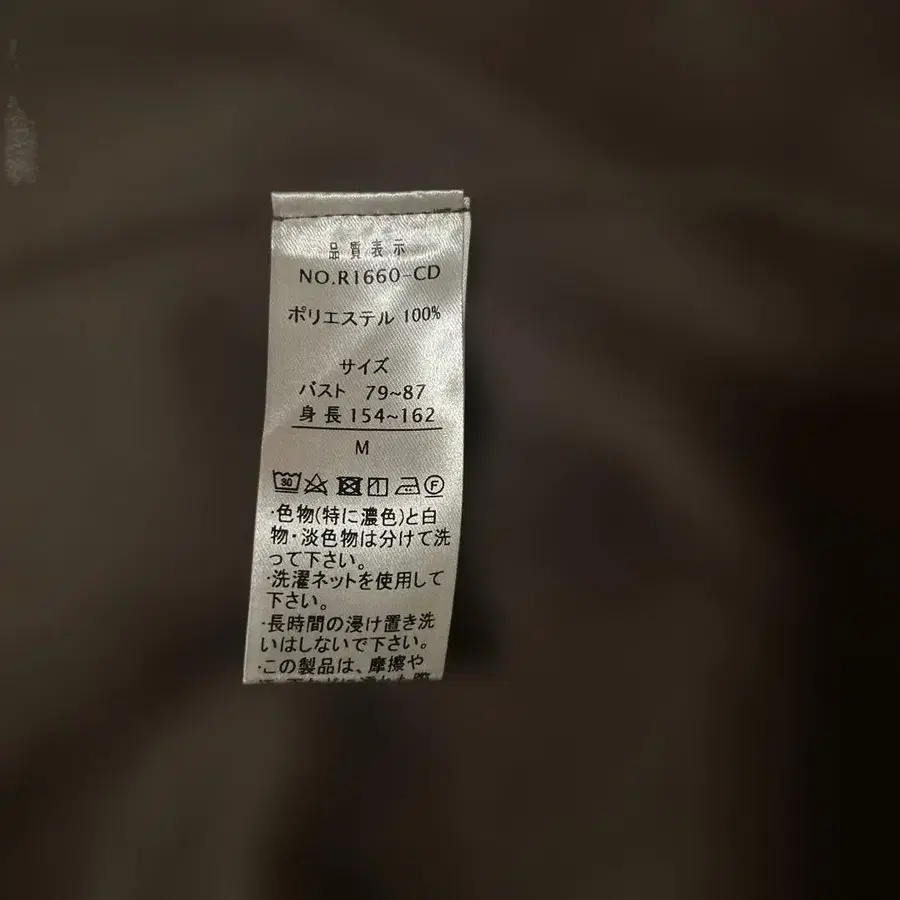 品質表示
NO.R1660-CD
ポリエステル 100%
サイズ
バスト 79~87
身長 154~162
M
30
F
・色物(特に濃色)と白
物・淡色物は分けて洗
って下さい。
・洗濯ネットを使用して
下さい。
・長時間の浸け置き洗
いはしないで下さい。
・この製品は、摩擦や